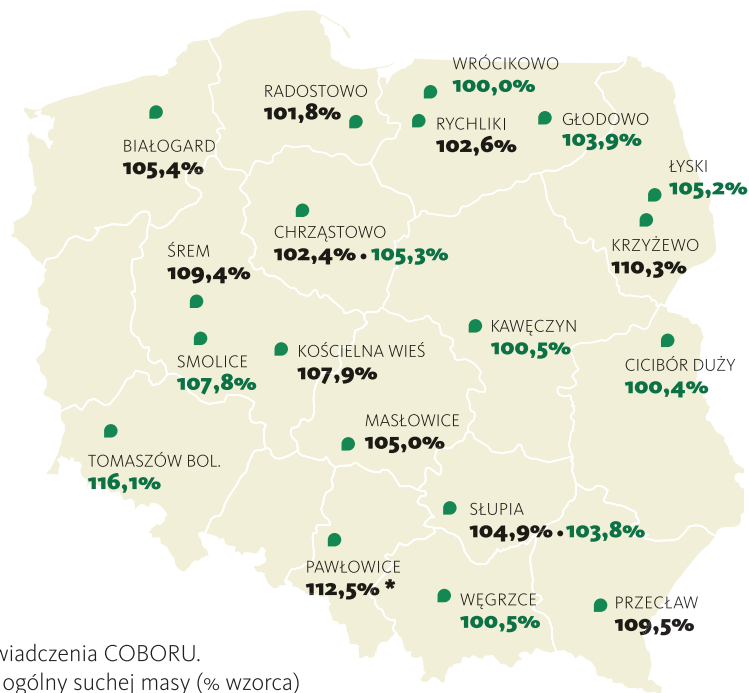 WRÓCIKOWO
100,0%
RADOSTOWO
101,8%
RYCHLIKI
102,6%
GŁODOWO
103,9%
BIAŁOGARD
105,4%
ŁYSKI
105,2%
CHRZĄSTOWO
102,4% • 105,3%
KRZYŻEWO
110,3%
ŚREM
109,4%
KAWĘCZYN
100,5%
SMOLICE
107,8%
KOŚCIELNA WIEŚ
107,9%
CICIBÓR DUŻY
100,4%
MASŁOWICE
105,0%
TOMASZÓW BOL.
116,1%
SŁUPIA
104,9% • 103,8%
PAWŁOWICE
112,5% *
WĘGRZCE
100,5%
PRZECŁAW
109,5%
wiadczenia COBORU.
ogólny suchej masy (% wzorca)